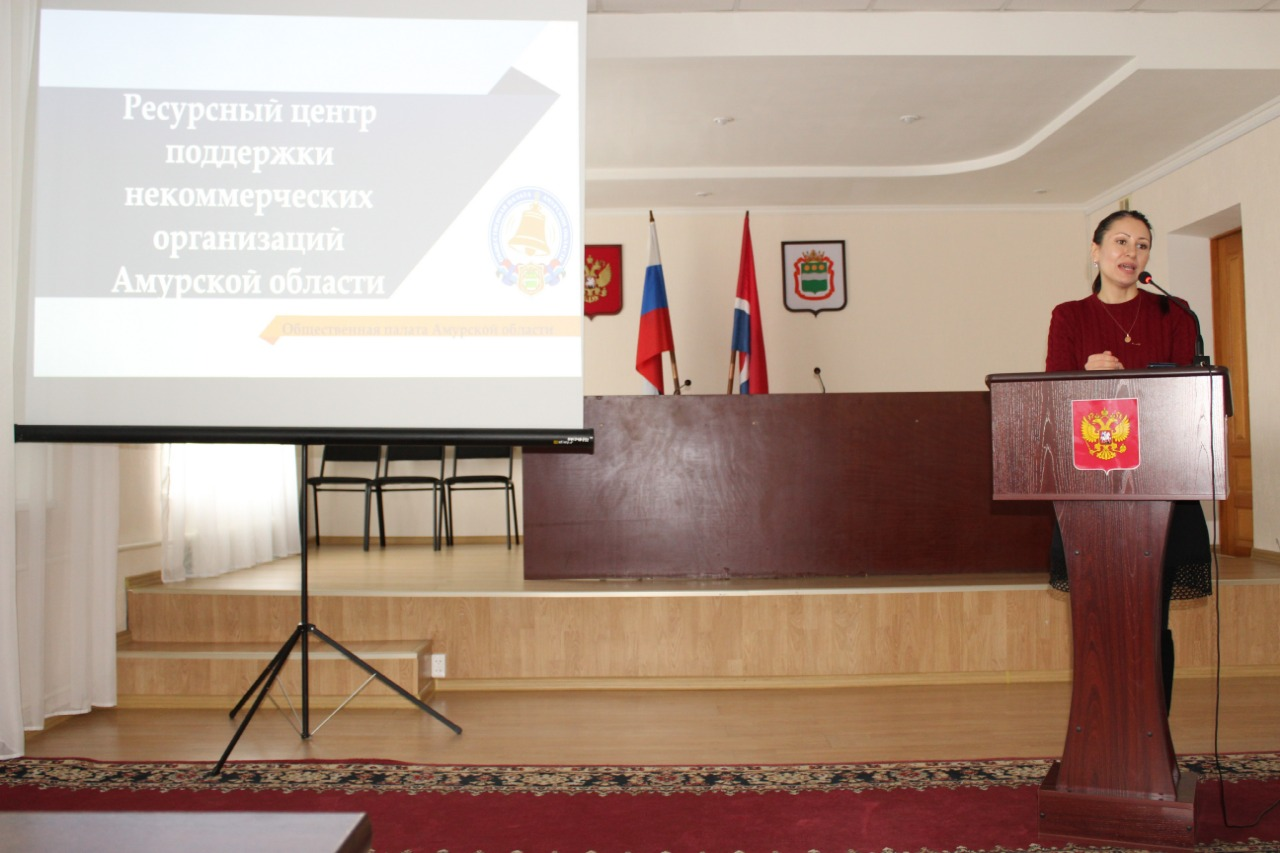 Ресурсный центр
поддержки
некоммерческих
организаций
Амурской области
Общественная палата Амурской области